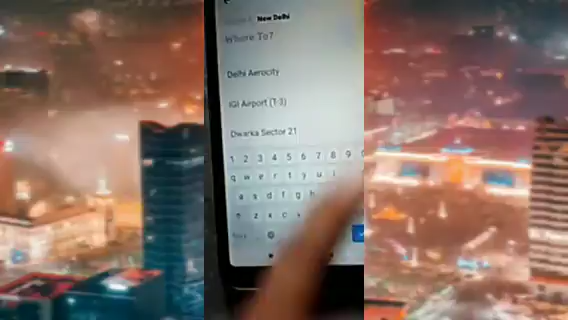 New Delhi
Where To?
Delhi Aerocity
IGI Airport (T-3)
Dwarka Sector 21
1 2 3 4 5 6 7 8 9
q w e r t y u i
a s d f g h
z x c